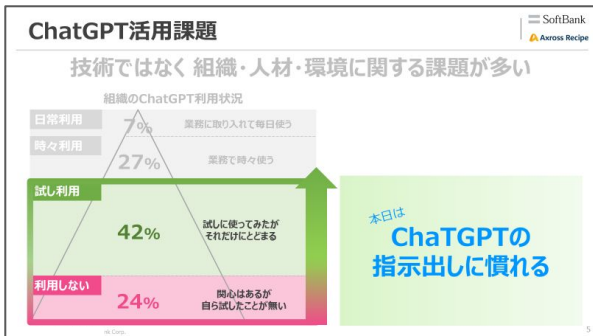 ChatGPT活用課題
SoftBank
Axross Recipe
技術ではなく 組織・人材・環境に関する課題が多い
組織のChatGPT利用状況
日常利用
7%
業務に取り入れて毎日使う
時々利用
27%
業務で時々使う
試し利用
42%
試しに使ってみたが
それだけにとどまる
利用しない
24%
関心はあるが
自ら試したことが無い
本日は
ChaTGPTの
指示出しに慣れる
Corp.
5